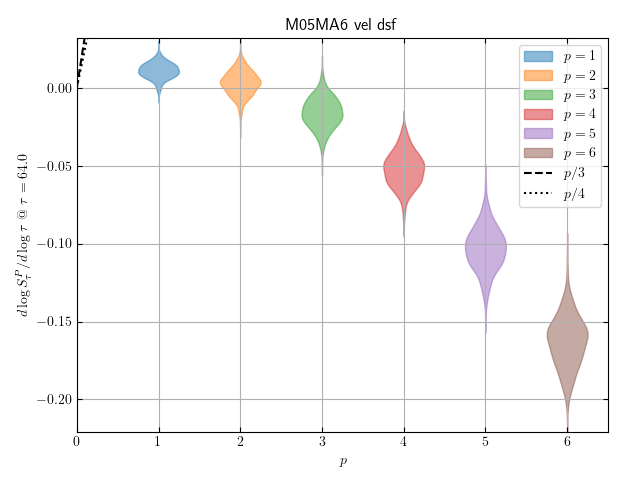 M05MA6 vel dsf
d log S_τ^P / d log τ @ τ = 64.0
0.00
−0.05
−0.10
−0.15
−0.20
0 1 2 3 4 5 6
p
p = 1
p = 2
p = 3
p = 4
p = 5
p = 6
p/3
p/4